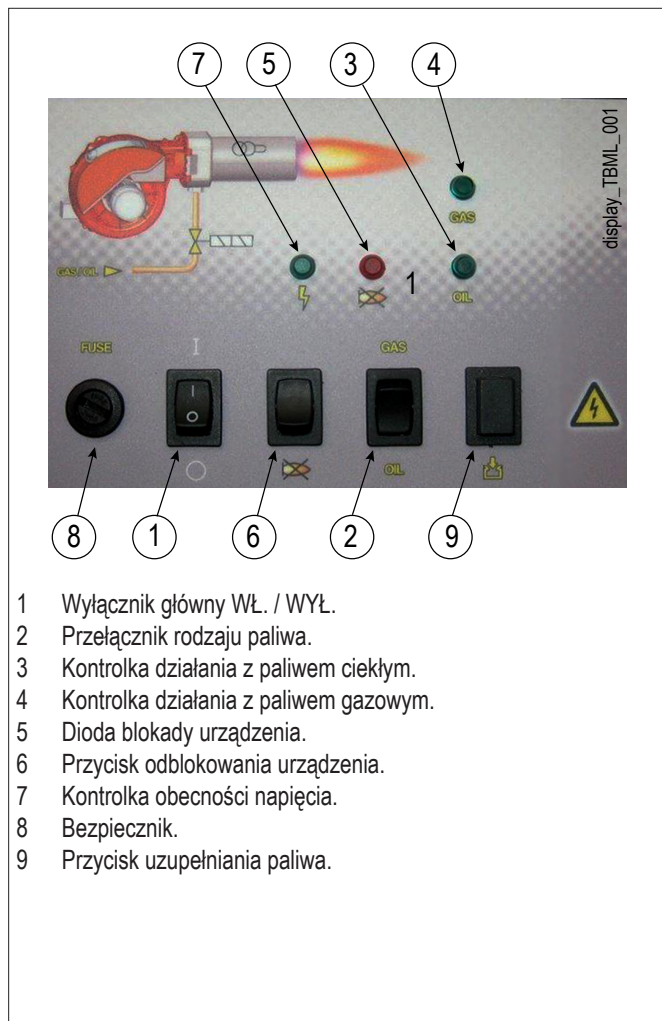 7 5 3 4
display_TBML_001
GAS
GAS/OIL
1
OIL
FUSE I GAS
I
O
OIL
8 1 6 2 9
1 Wyłącznik główny WŁ. / WYŁ.
2 Przełącznik rodzaju paliwa.
3 Kontrolka działania z paliwem ciekłym.
4 Kontrolka działania z paliwem gazowym.
5 Dioda blokady urządzenia.
6 Przycisk odblokowania urządzenia.
7 Kontrolka obecności napięcia.
8 Bezpiecznik.
9 Przycisk uzupełniania paliwa.